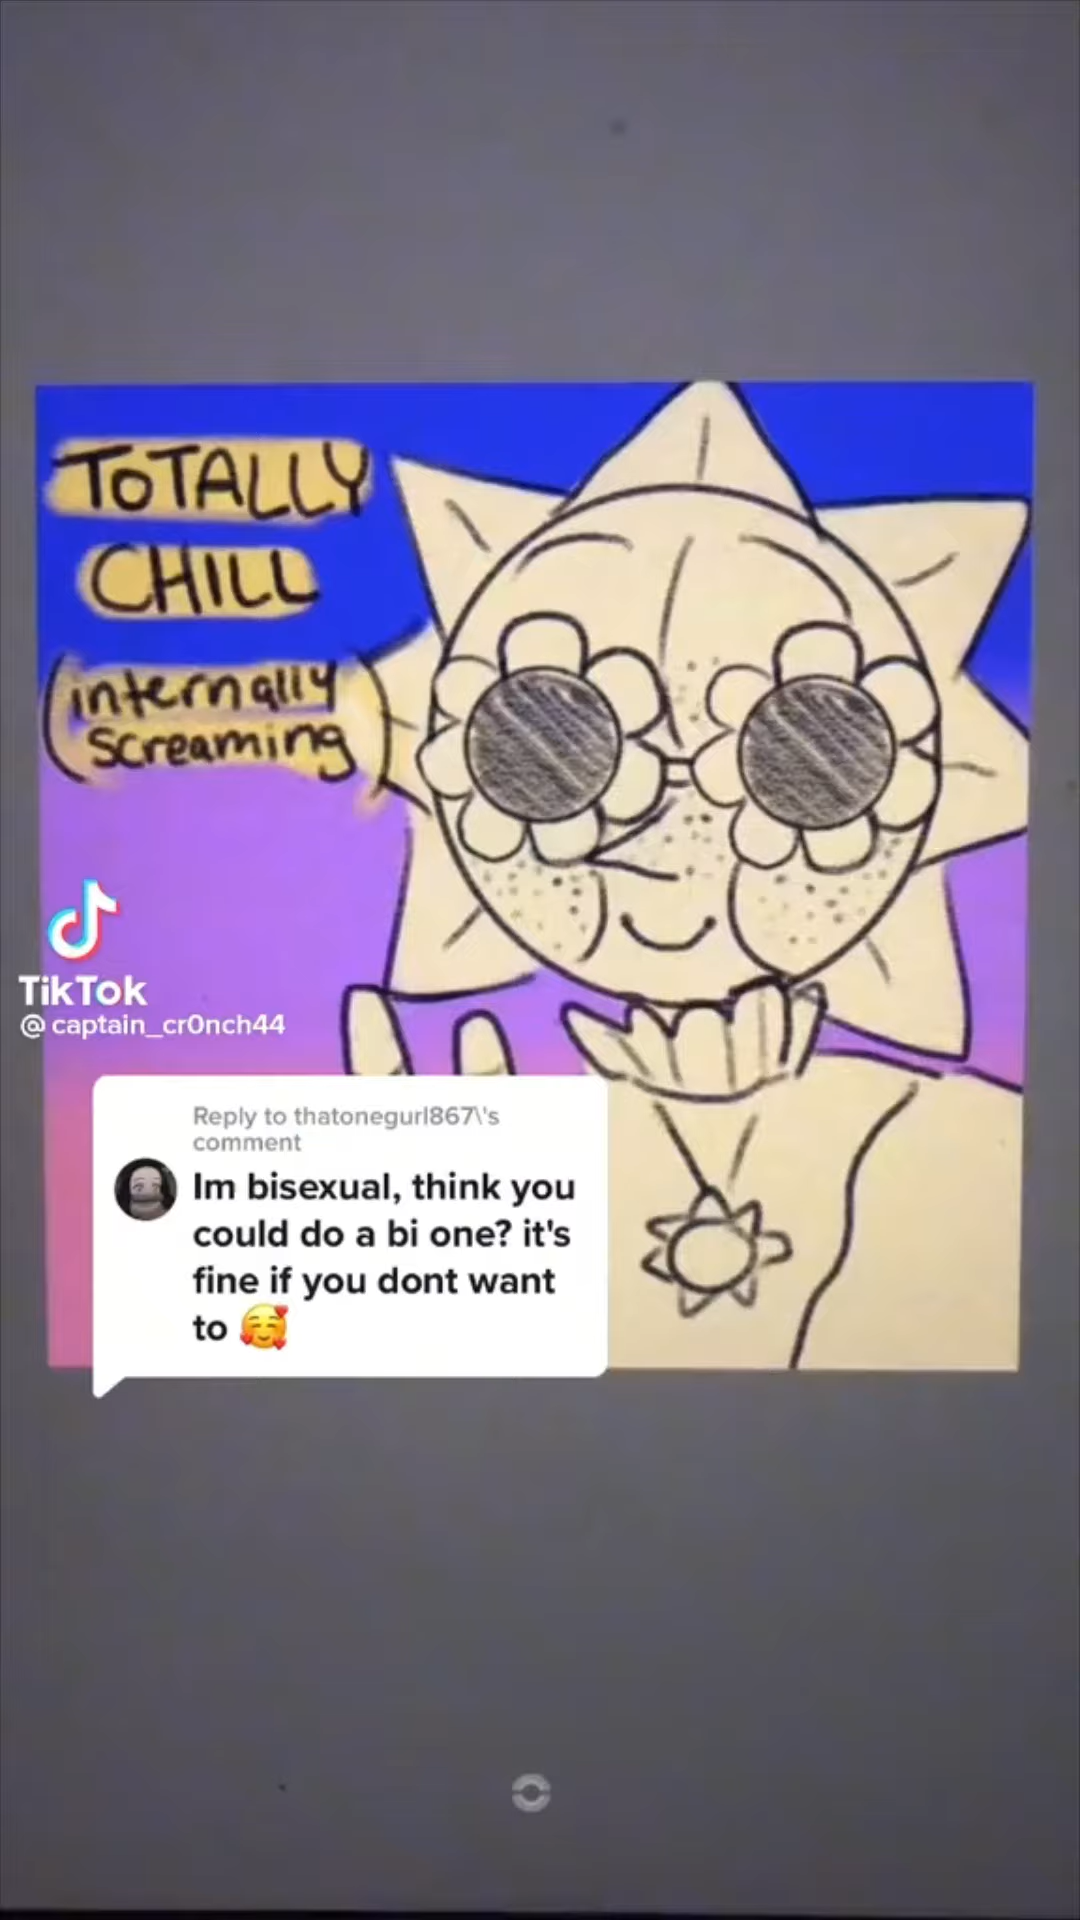 TOTALLY
CHILL
(internally
screaming)
TikTok
@captain_cr0nch44
Reply to thatonegurl867\'s
comment
Im bisexual, think you
could do a bi one? it's
fine if you dont want
to 🥰